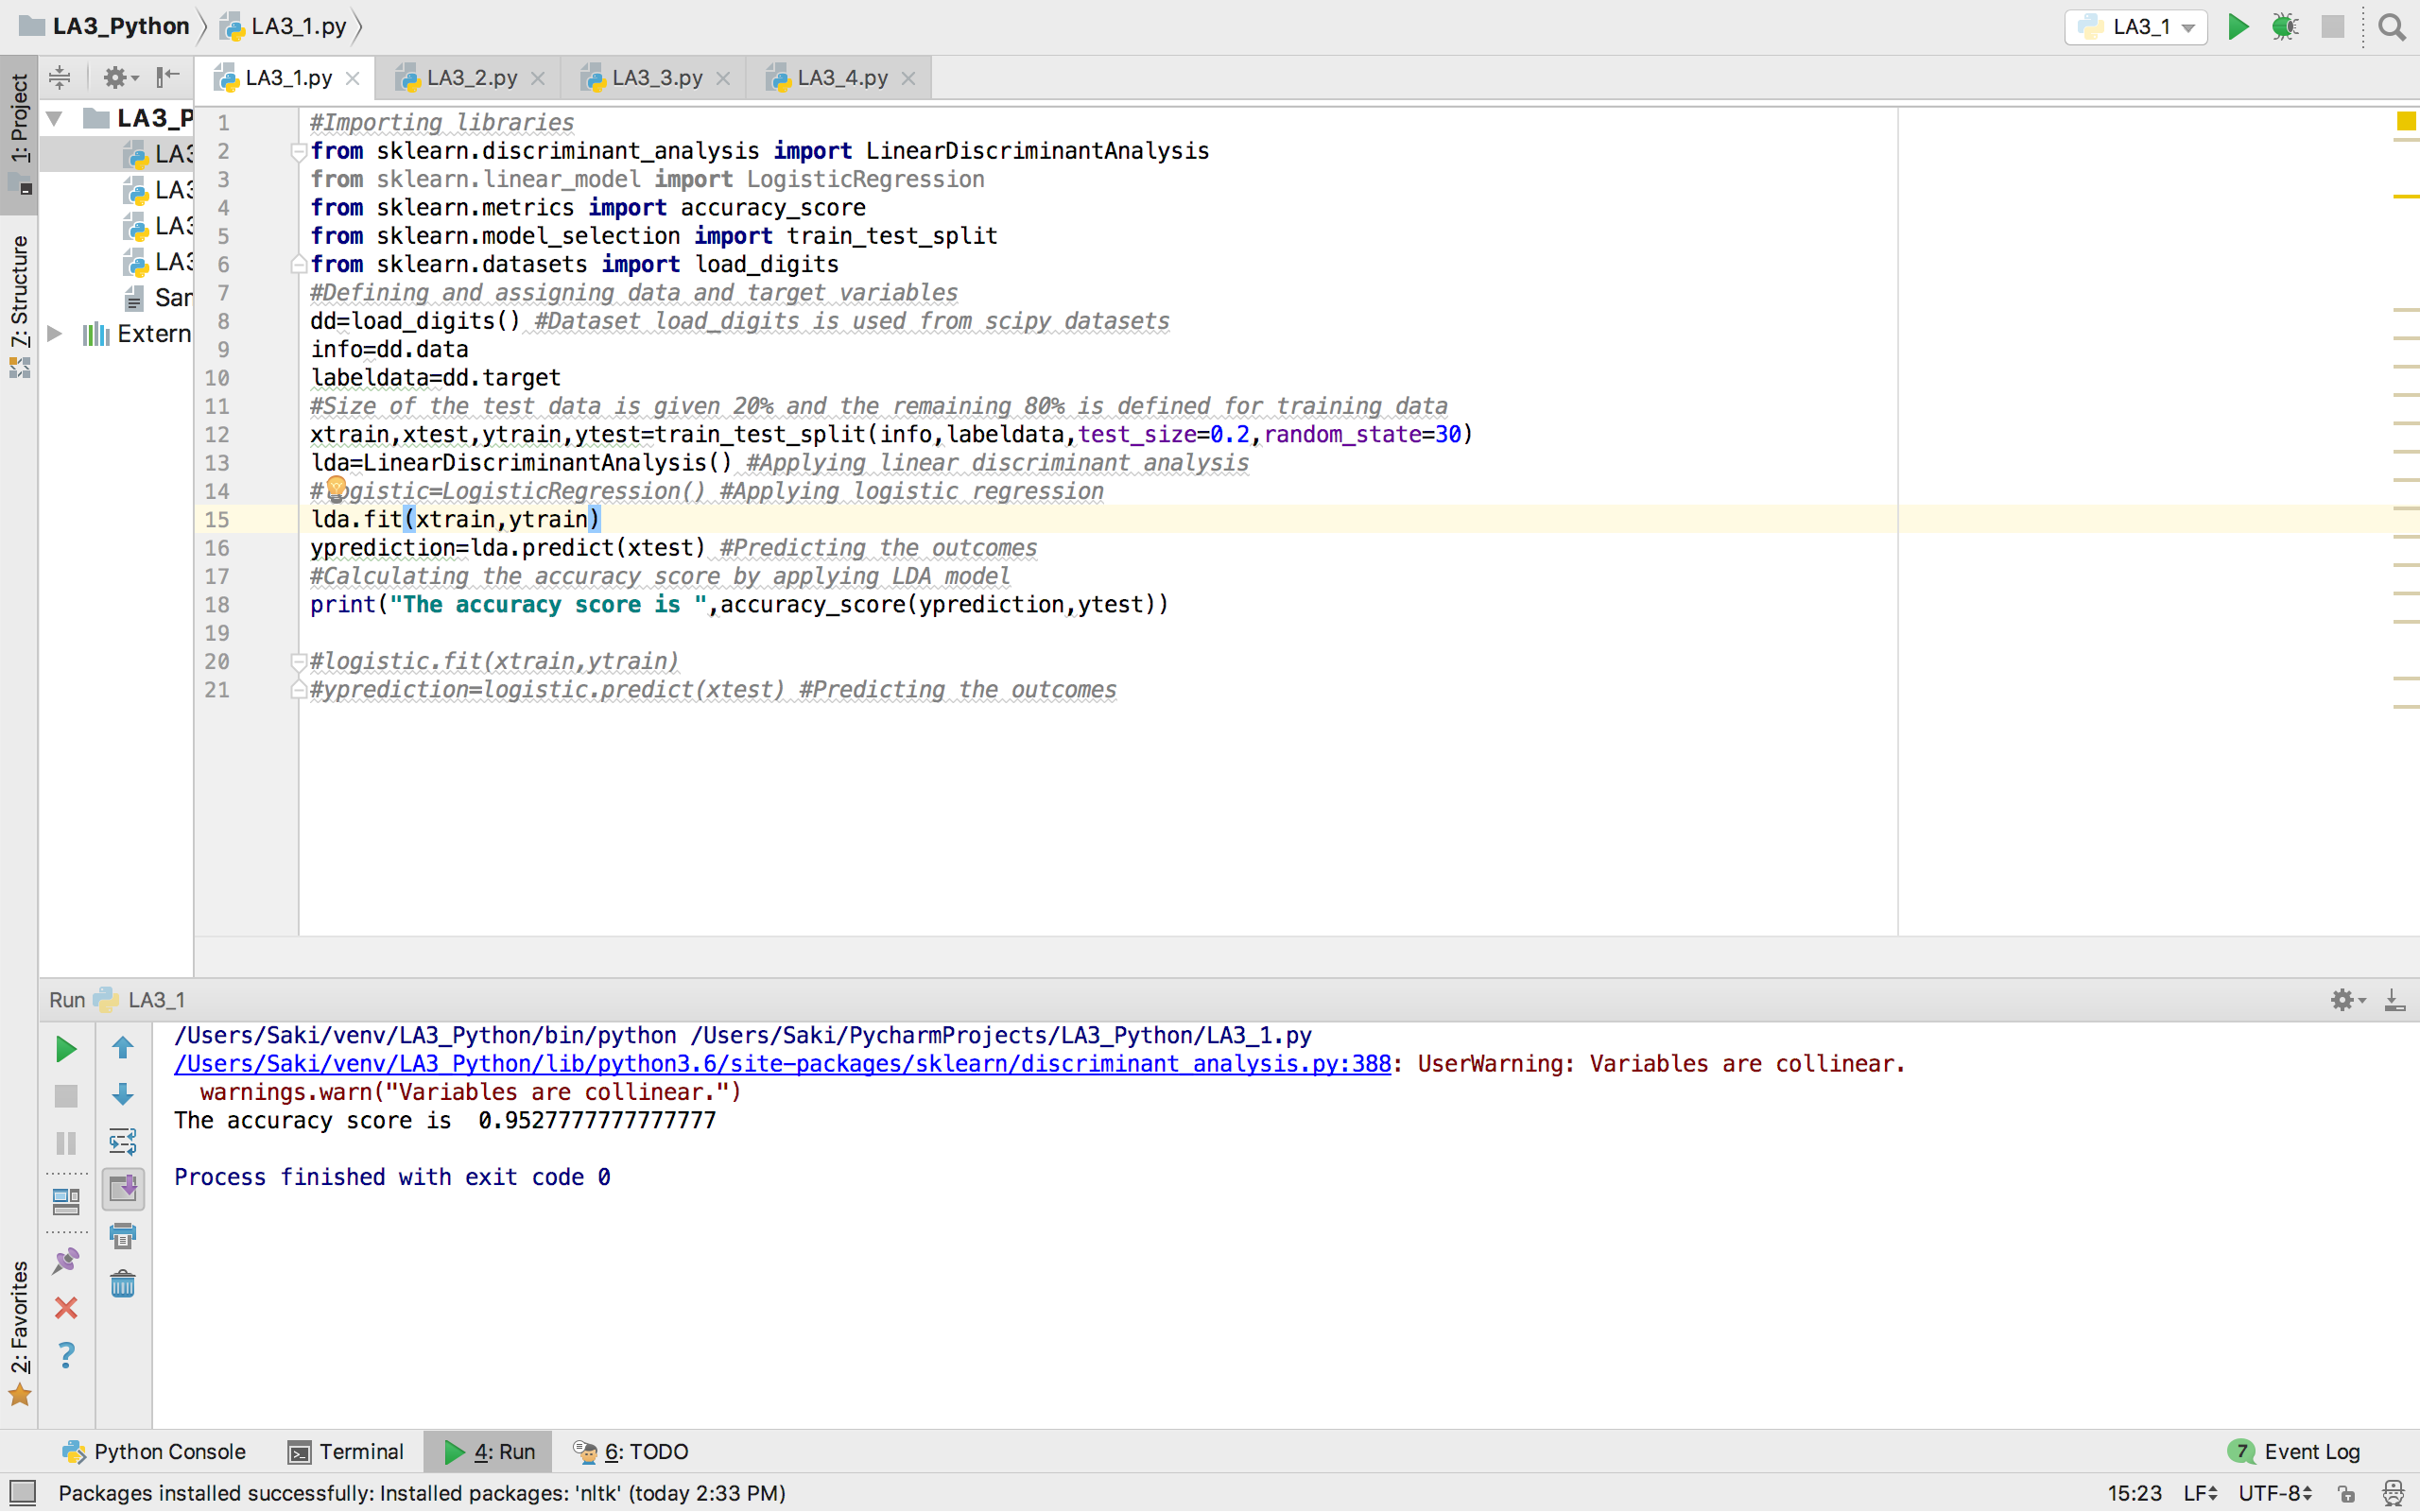 LA3_Python LA3_1.py LA3_1
1: Project
7: Structure
2: Favorites
LA3_1.py LA3_2.py LA3_3.py LA3_4.py
LA3_P
LA3
LA3
LA3
LA3
Sar
Extern
1 #Importing libraries
2 from sklearn.discriminant_analysis import LinearDiscriminantAnalysis
3 from sklearn.linear_model import LogisticRegression
4 from sklearn.metrics import accuracy_score
5 from sklearn.model_selection import train_test_split
6 from sklearn.datasets import load_digits
7 #Defining and assigning data and target variables
8 dd=load_digits() #Dataset load_digits is used from scipy datasets
9 info=dd.data
10 labeldata=dd.target
11 #Size of the test data is given 20% and the remaining 80% is defined for training data
12 xtrain,xtest,ytrain,ytest=train_test_split(info,labeldata,test_size=0.2,random_state=30)
13 lda=LinearDiscriminantAnalysis() #Applying linear discriminant analysis
14 #logistic=LogisticRegression() #Applying logistic regression
15 lda.fit(xtrain,ytrain)
16 yprediction=lda.predict(xtest) #Predicting the outcomes
17 #Calculating the accuracy score by applying LDA model
18 print("The accuracy score is ",accuracy_score(yprediction,ytest))
19
20 #logistic.fit(xtrain,ytrain)
21 #yprediction=logistic.predict(xtest) #Predicting the outcomes
Run LA3_1
/Users/Saki/venv/LA3_Python/bin/python /Users/Saki/PycharmProjects/LA3_Python/LA3_1.py
/Users/Saki/venv/LA3_Python/lib/python3.6/site-packages/sklearn/discriminant_analysis.py:388: UserWarning: Variables are collinear.
warnings.warn("Variables are collinear.")
The accuracy score is  0.9527777777777777
Process finished with exit code 0
Python Console Terminal 4: Run 6: TODO 7 Event Log
Packages installed successfully: Installed packages: 'nltk' (today 2:33 PM) 15:23 LF UTF-8